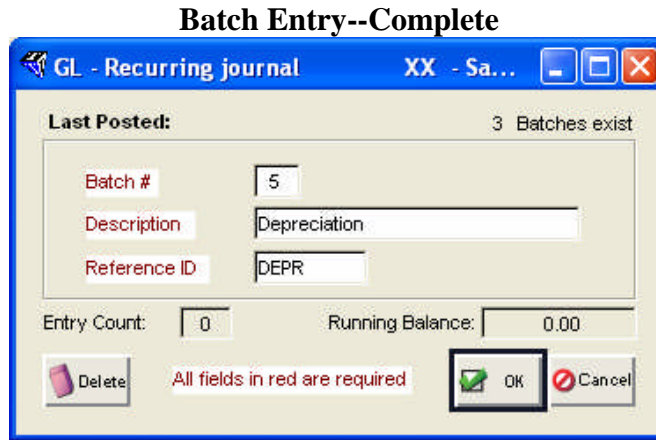 Batch Entry--Complete
GL - Recurring journal XX - Sa...
Last Posted: 3 Batches exist
Batch # 5
Description Depreciation
Reference ID DEPR
Entry Count: 0 Running Balance: 0.00
Delete All fields in red are required OK Cancel